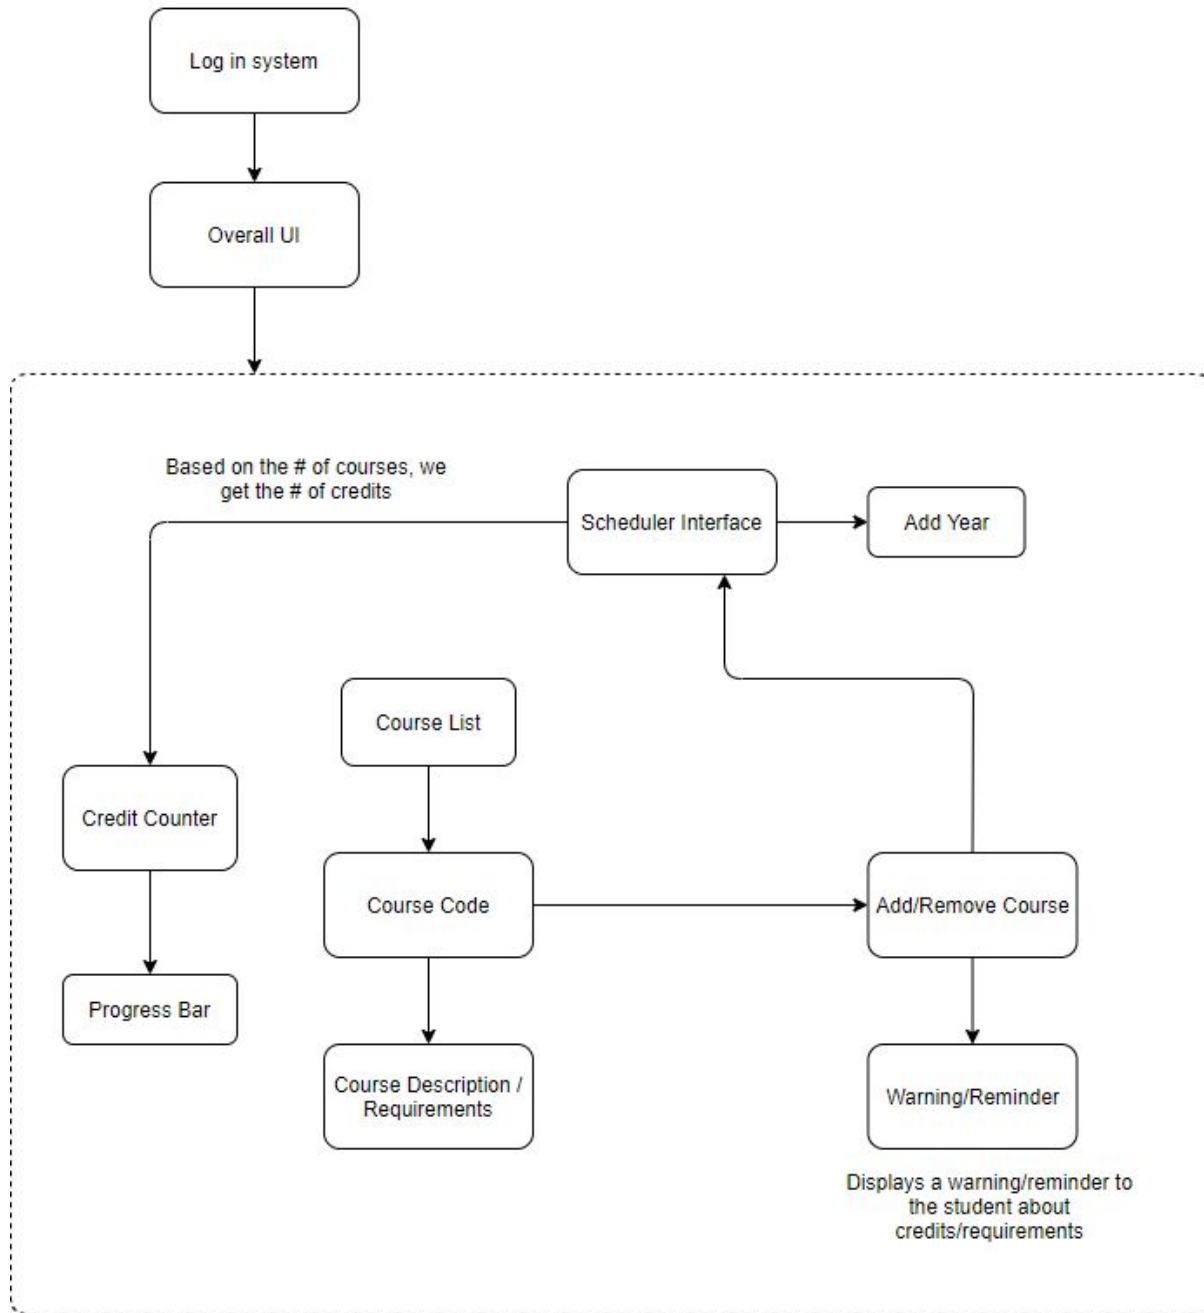 Log in system
Overall UI
Based on the # of courses, we
get the # of credits
Scheduler Interface
Add Year
Course List
Credit Counter
Course Code
Add/Remove Course
Progress Bar
Course Description /
Requirements
Warning/Reminder
Displays a warning/reminder to
the student about
credits/requirements